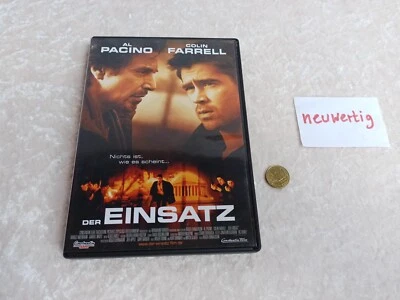 AL PACINO
COLIN FARRELL
neuwertig
Nichts ist,
wie es scheint...
DER EINSATZ